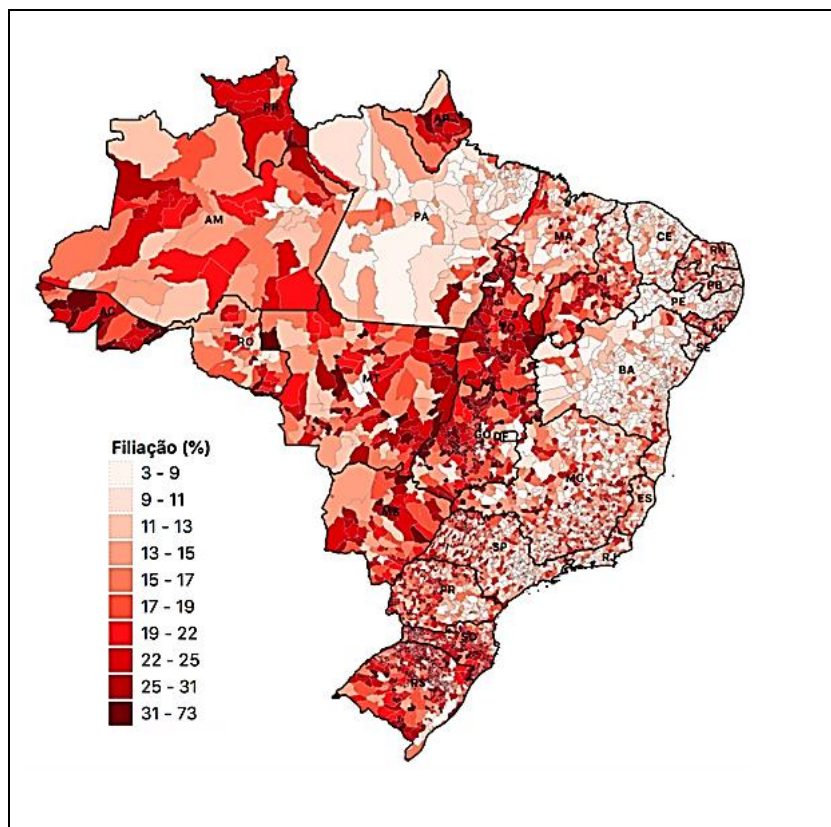 RR
AP
AM
PA
MA
CE
RN
PB
PI
PE
AC
AL
TO
SE
RO
BA
MT
GO DF
Filiação (%)
3 - 9
9 - 11
11 - 13
13 - 15
15 - 17
17 - 19
19 - 22
22 - 25
25 - 31
31 - 73
MG
ES
MS
SP
RJ
PR
SC
RS